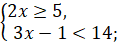 {2x ≥ 5,
3x − 1 < 14;